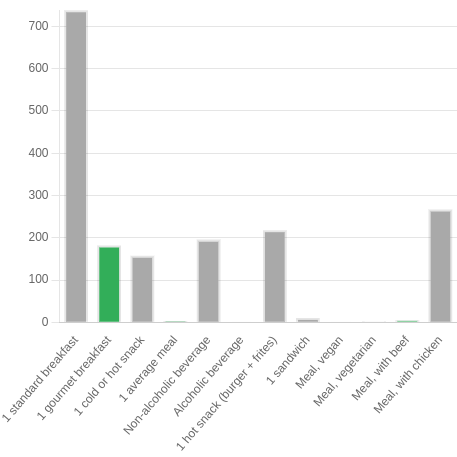 700
600
500
400
300
200
100
0
1 standard breakfast
1 gourmet breakfast
1 cold or hot snack
1 average meal
Non-alcoholic beverage
Alcoholic beverage
1 hot snack (burger + frites)
1 sandwich
Meal, vegan
Meal, vegetarian
Meal, with beef
Meal, with chicken